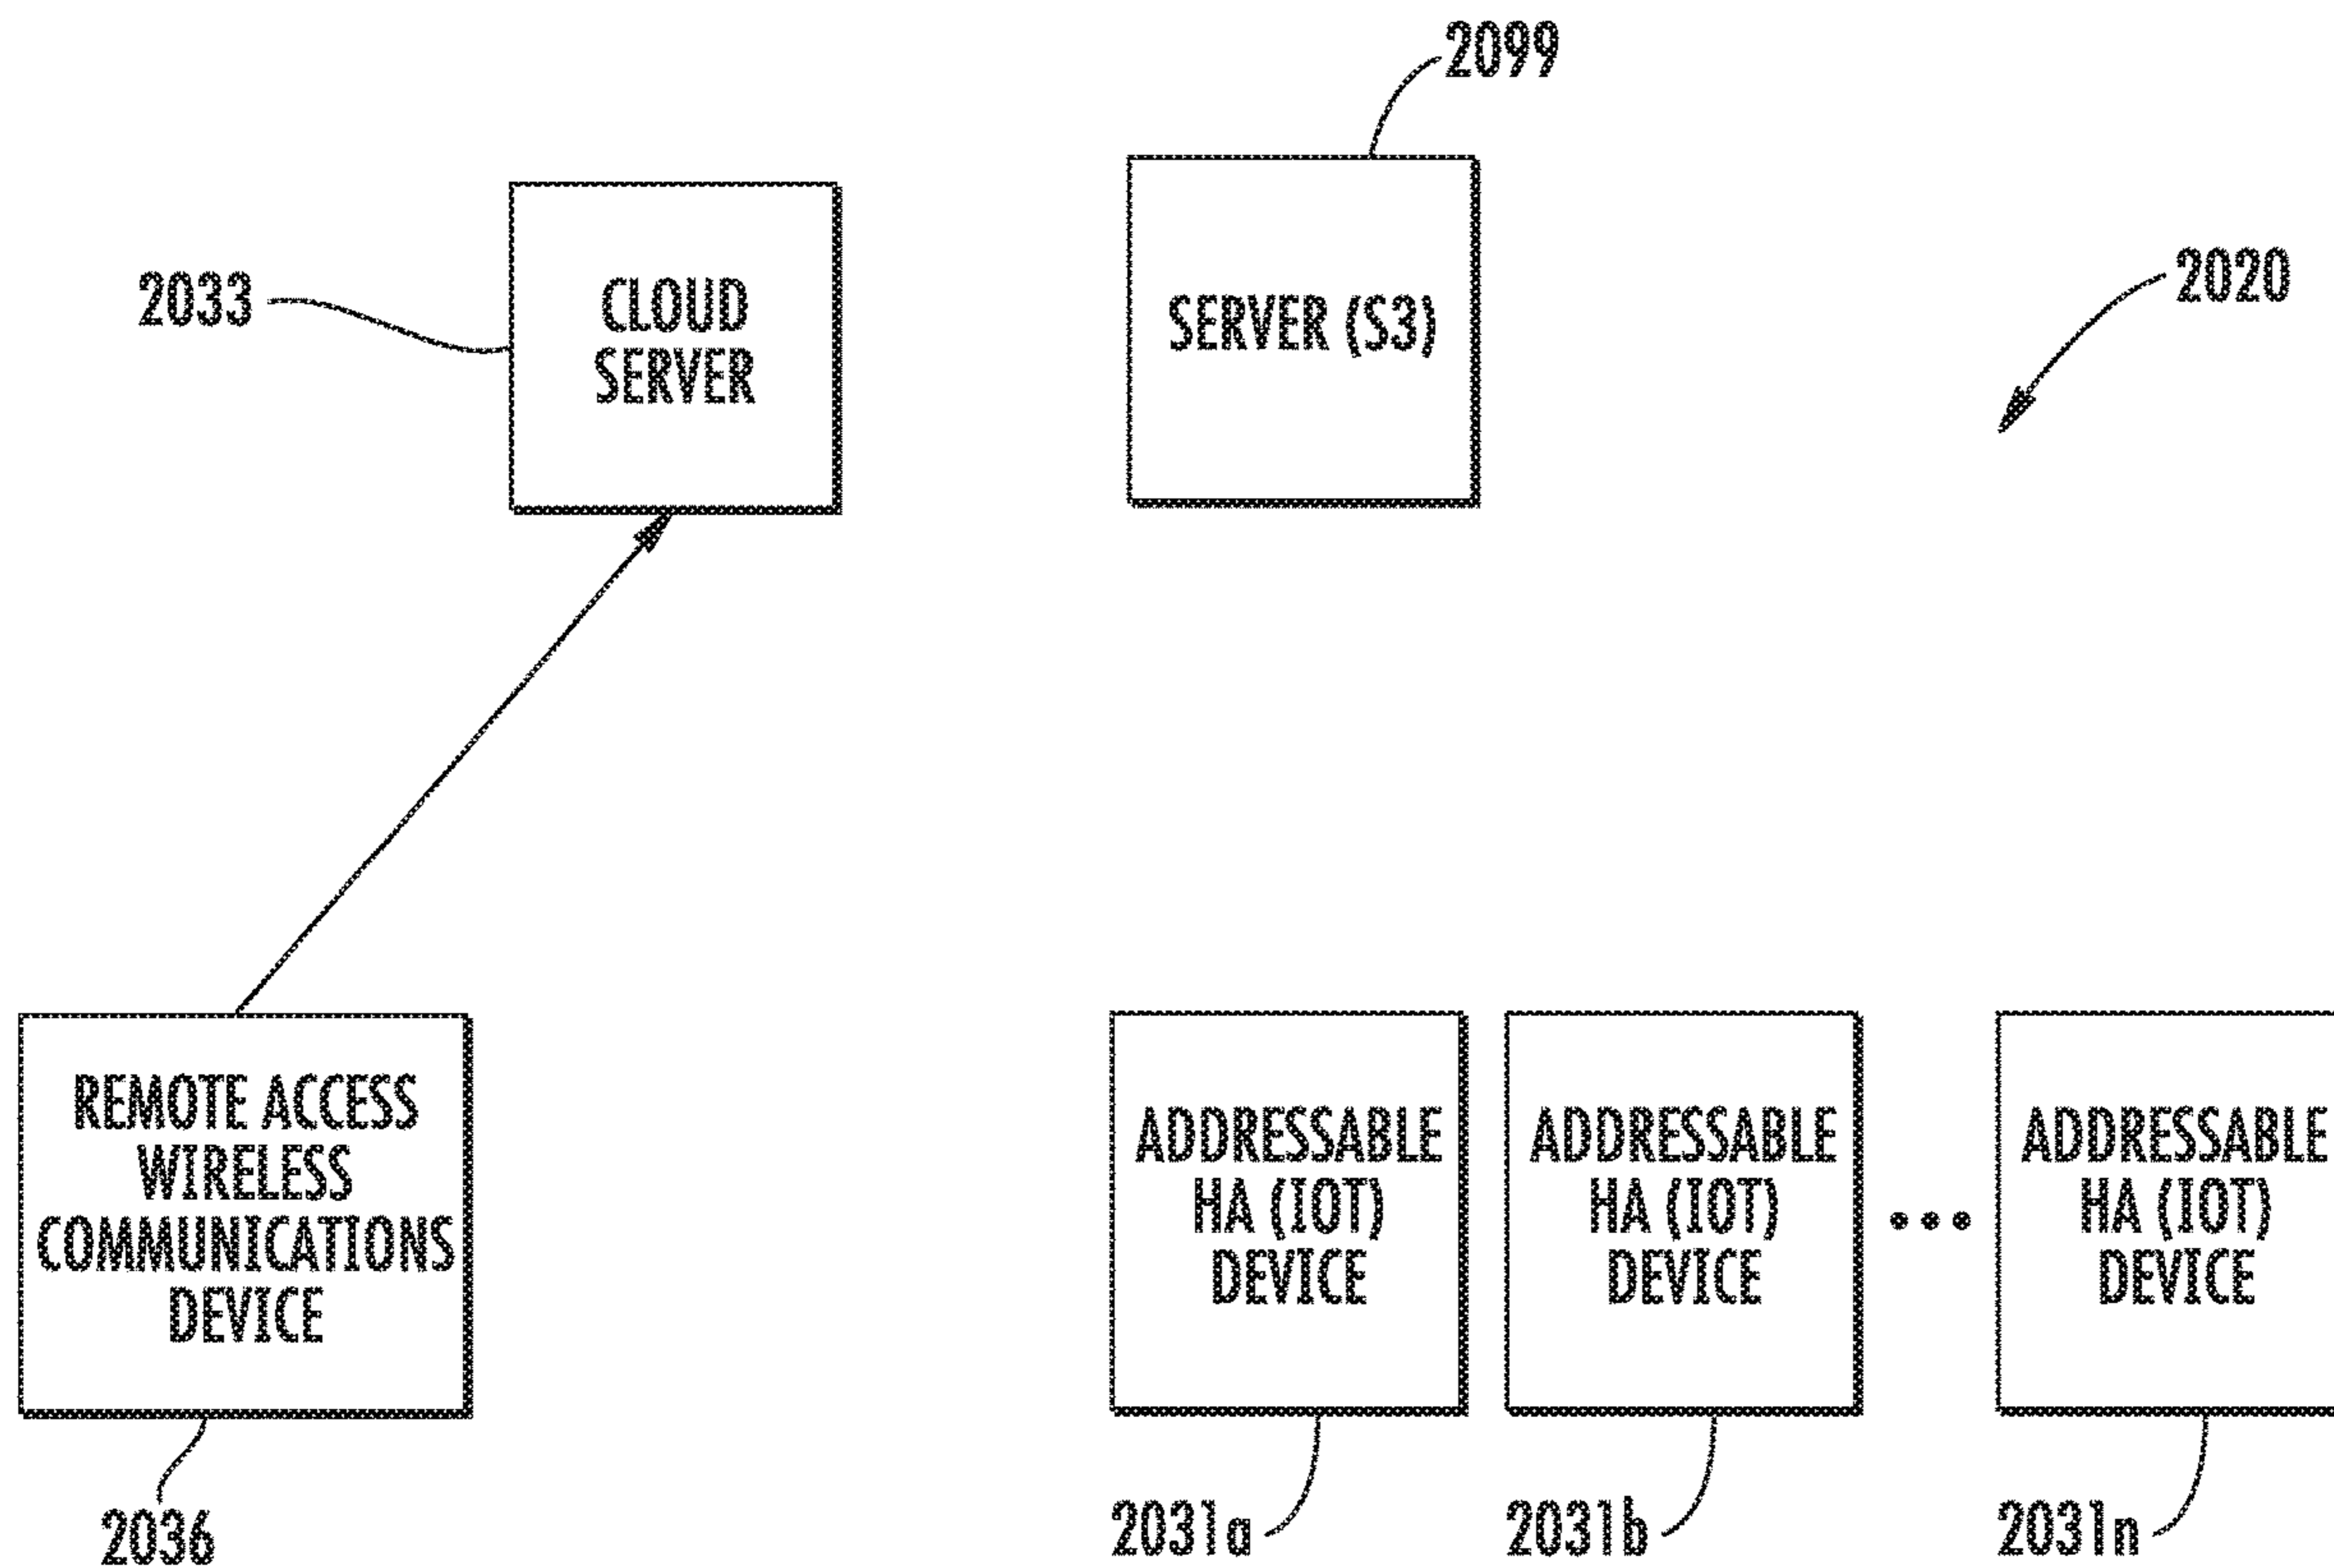 2099
2033
CLOUD
SERVER
SERVER (S3)
2020
REMOTE ACCESS
WIRELESS
COMMUNICATIONS
DEVICE
ADDRESSABLE
HA (IOT)
DEVICE
ADDRESSABLE
HA (IOT)
DEVICE
ADDRESSABLE
HA (IOT)
DEVICE
2036
2031a
2031b
2031n